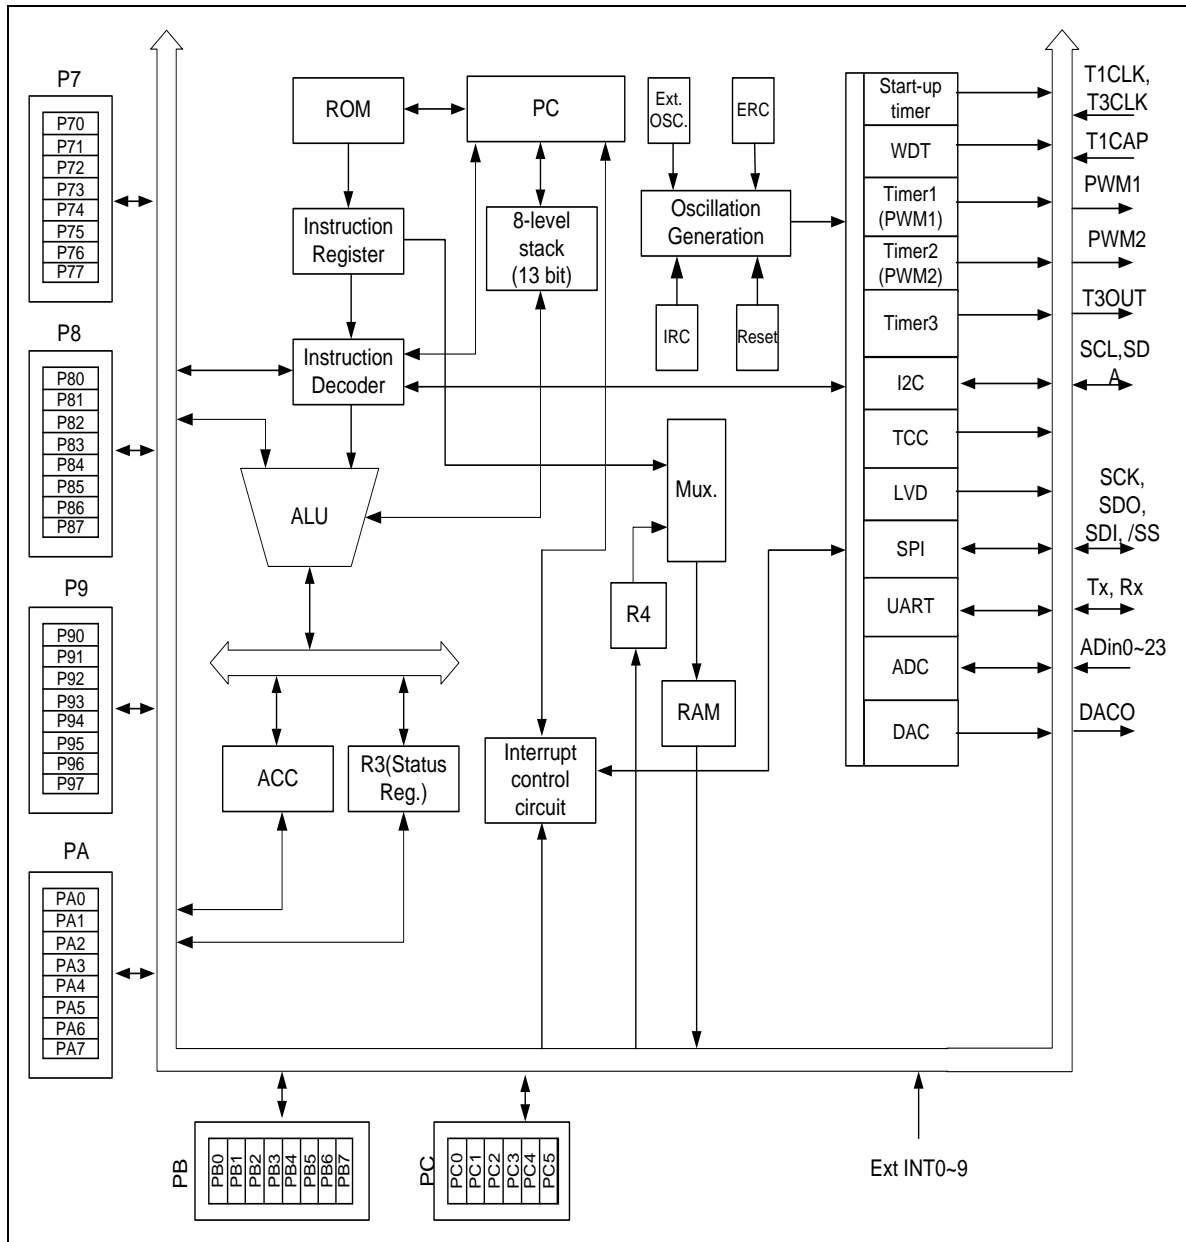 P7
P70
P71
P72
P73
P74
P75
P76
P77
P8
P80
P81
P82
P83
P84
P85
P86
P87
P9
P90
P91
P92
P93
P94
P95
P96
P97
PA
PA0
PA1
PA2
PA3
PA4
PA5
PA6
PA7
ROM
PC
Ext.
OSC.
ERC
Instruction
Register
8-level
stack
(13 bit)
Oscillation
Generation
IRC
Reset
Instruction
Decoder
ALU
Mux.
R4
RAM
ACC
R3(Status
Reg.)
Interrupt
control
circuit
Start-up
timer
WDT
Timer1
(PWM1)
Timer2
(PWM2)
Timer3
I2C
TCC
LVD
SPI
UART
ADC
DAC
T1CLK,
T3CLK
T1CAP
PWM1
PWM2
T3OUT
SCL,SD
A
SCK,
SDO,
SDI, /SS
Tx, Rx
ADin0~23
DACO
PB
PB0
PB1
PB2
PB3
PB4
PB5
PB6
PB7
PC
PC0
PC1
PC2
PC3
PC4
PC5
Ext INT0~9